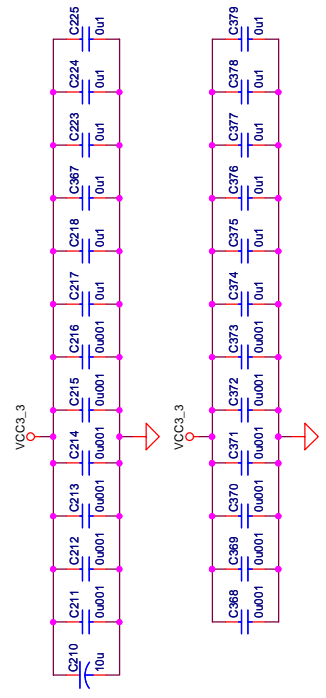 C225
0u1
C224
0u1
C223
0u1
C367
0u1
C218
0u1
C217
0u1
C216
0u001
C215
0u001
C214
0u001
C213
0u001
C212
0u001
C211
0u001
C210
10u
VCC3_3
C379
0u1
C378
0u1
C377
0u1
C376
0u1
C375
0u1
C374
0u1
C373
0u001
C372
0u001
C371
0u001
C370
0u001
C369
0u001
C368
0u001
VCC3_3